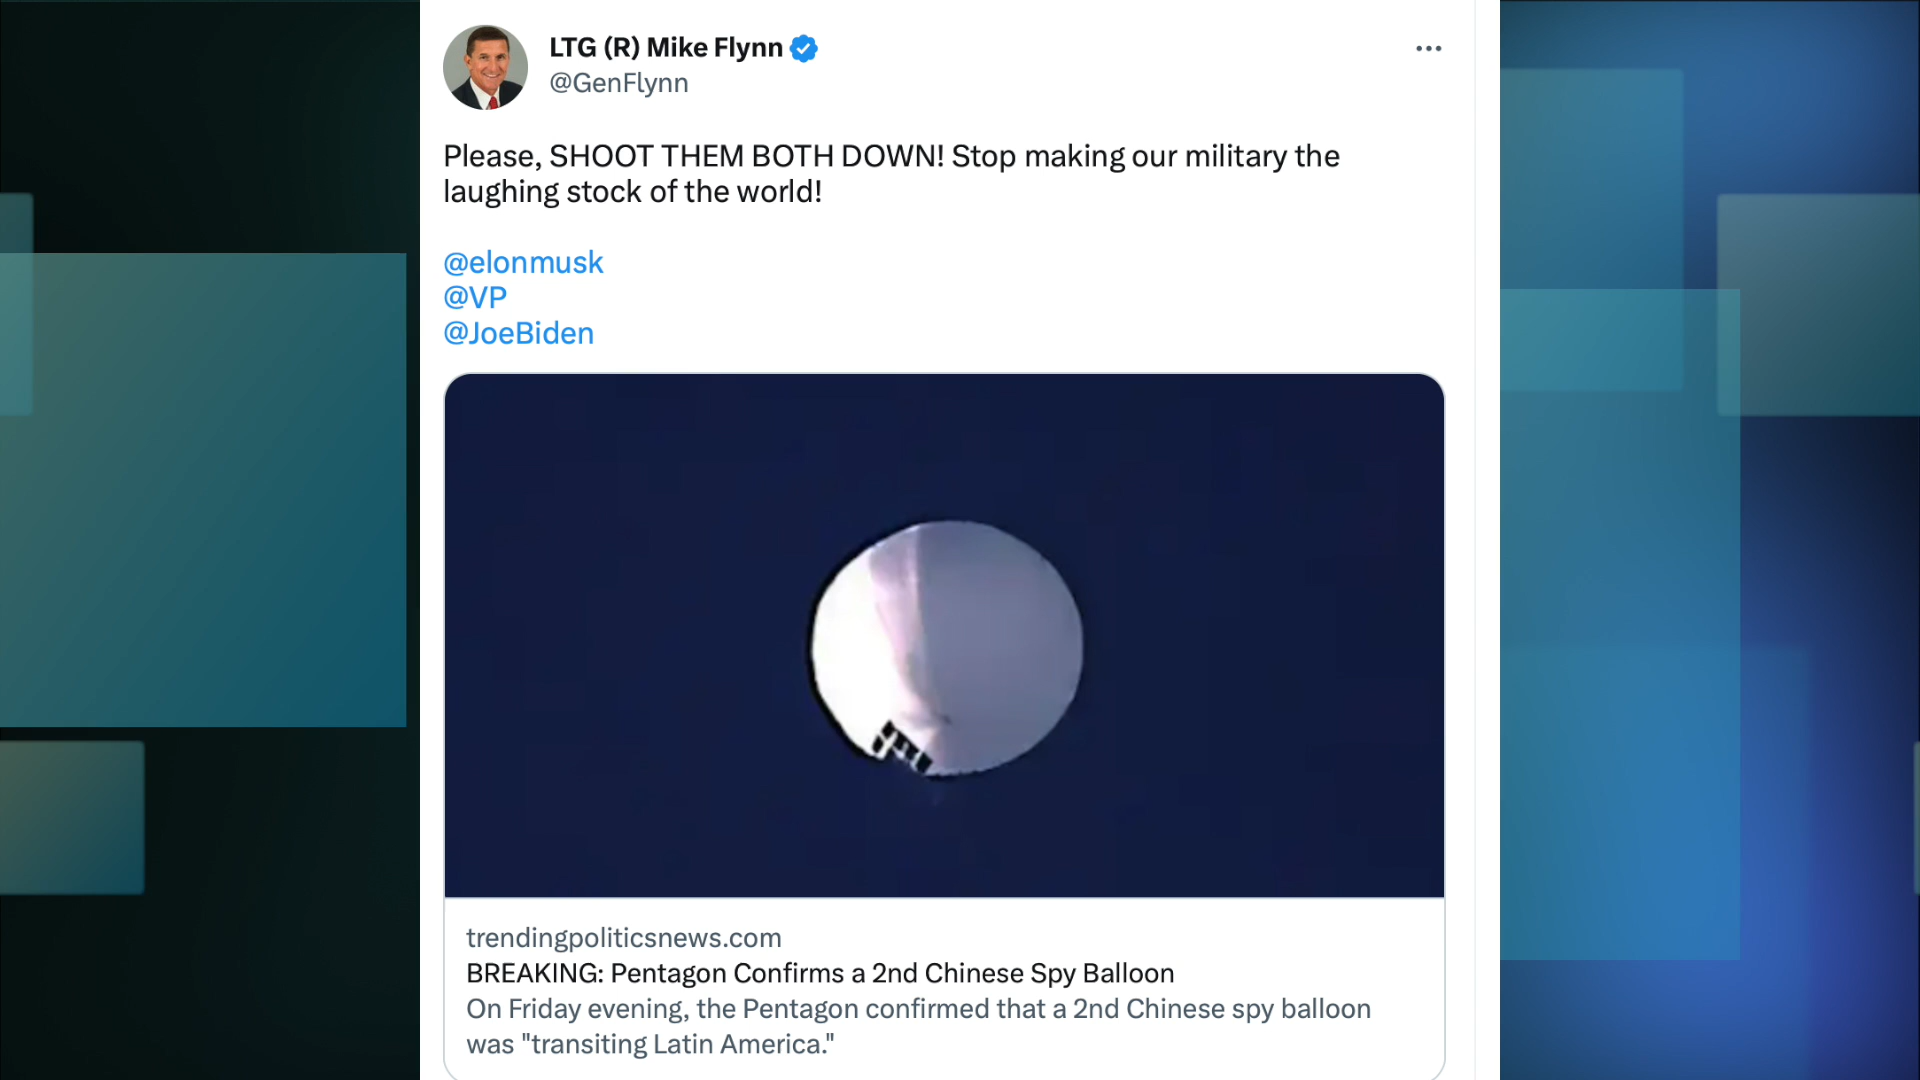 LTG (R) Mike Flynn
@GenFlynn
Please, SHOOT THEM BOTH DOWN! Stop making our military the
laughing stock of the world!
@elonmusk
@VP
@JoeBiden
trendingpoliticsnews.com
BREAKING: Pentagon Confirms a 2nd Chinese Spy Balloon
On Friday evening, the Pentagon confirmed that a 2nd Chinese spy balloon
was "transiting Latin America."